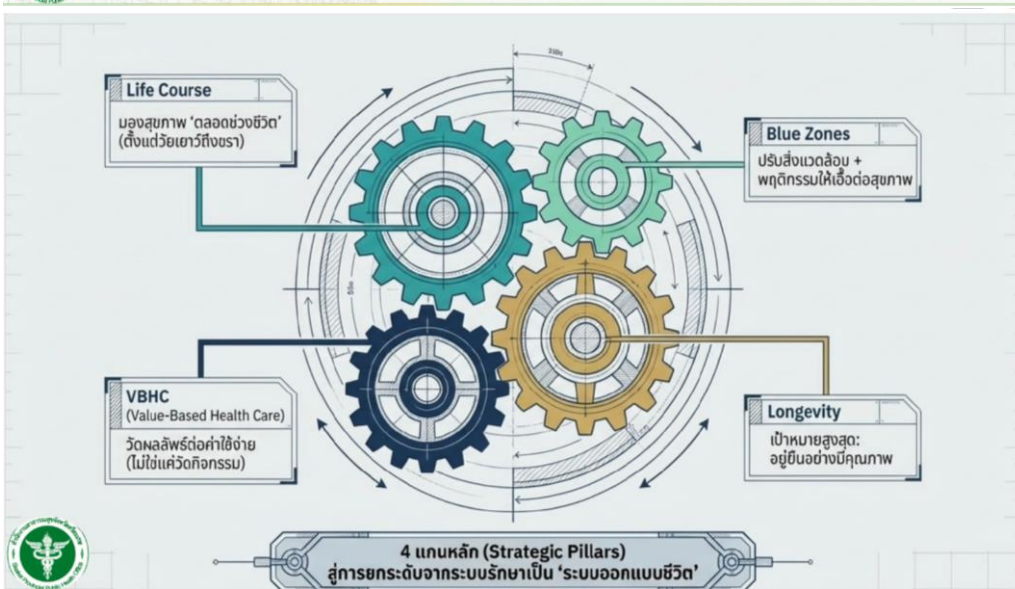 Life Course
มองสุขภาพ ‘ตลอดช่วงชีวิต’
(ตั้งแต่วัยเยาว์ถึงชรา)
Blue Zones
ปรับสิ่งแวดล้อม +
พฤติกรรมให้เอื้อต่อสุขภาพ
VBHC
(Value-Based Health Care)
วัดผลลัพธ์ต่อค่าใช้จ่าย
(ไม่ใช่แค่วัดกิจกรรม)
Longevity
เป้าหมายสูงสุด:
อยู่ยืนอย่างมีคุณภาพ
4 แกนหลัก (Strategic Pillars)
สู่การยกระดับจากระบบรักษาเป็น ‘ระบบออกแบบชีวิต’